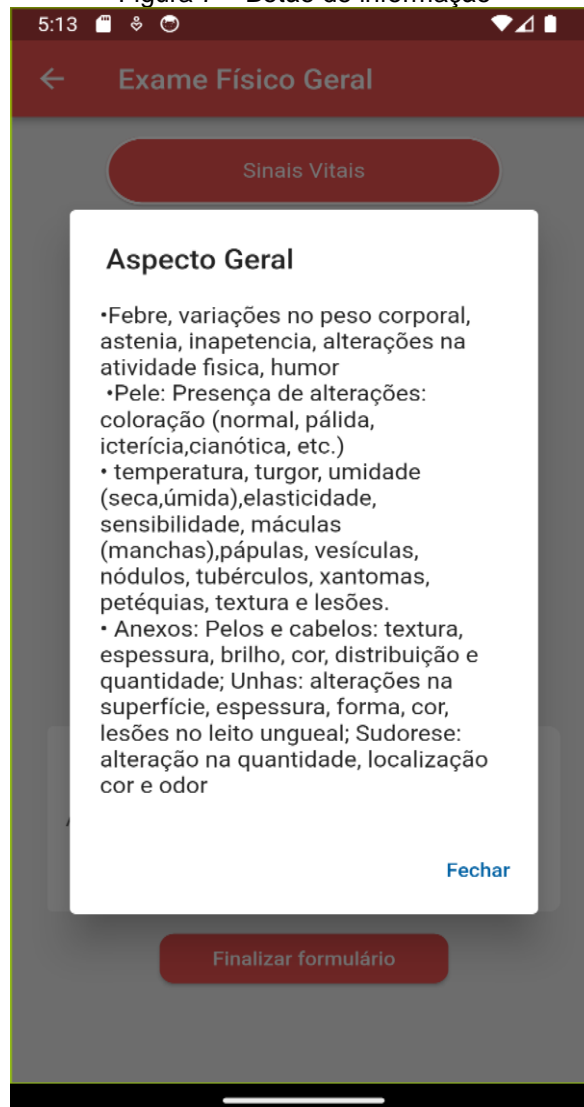 5:13
Exame Físico Geral
Sinais Vitais
Aspecto Geral
•Febre, variações no peso corporal,
astenia, inapetencia, alterações na
atividade fisica, humor
•Pele: Presença de alterações:
coloração (normal, pálida,
icterícia,cianótica, etc.)
• temperatura, turgor, umidade
(seca,úmida),elasticidade,
sensibilidade, máculas
(manchas),pápulas, vesículas,
nódulos, tubérculos, xantomas,
petéquias, textura e lesões.
• Anexos: Pelos e cabelos: textura,
espessura, brilho, cor, distribuição e
quantidade; Unhas: alterações na
superfície, espessura, forma, cor,
lesões no leito ungueal; Sudorese:
alteração na quantidade, localização
cor e odor
Fechar
Finalizar formulário